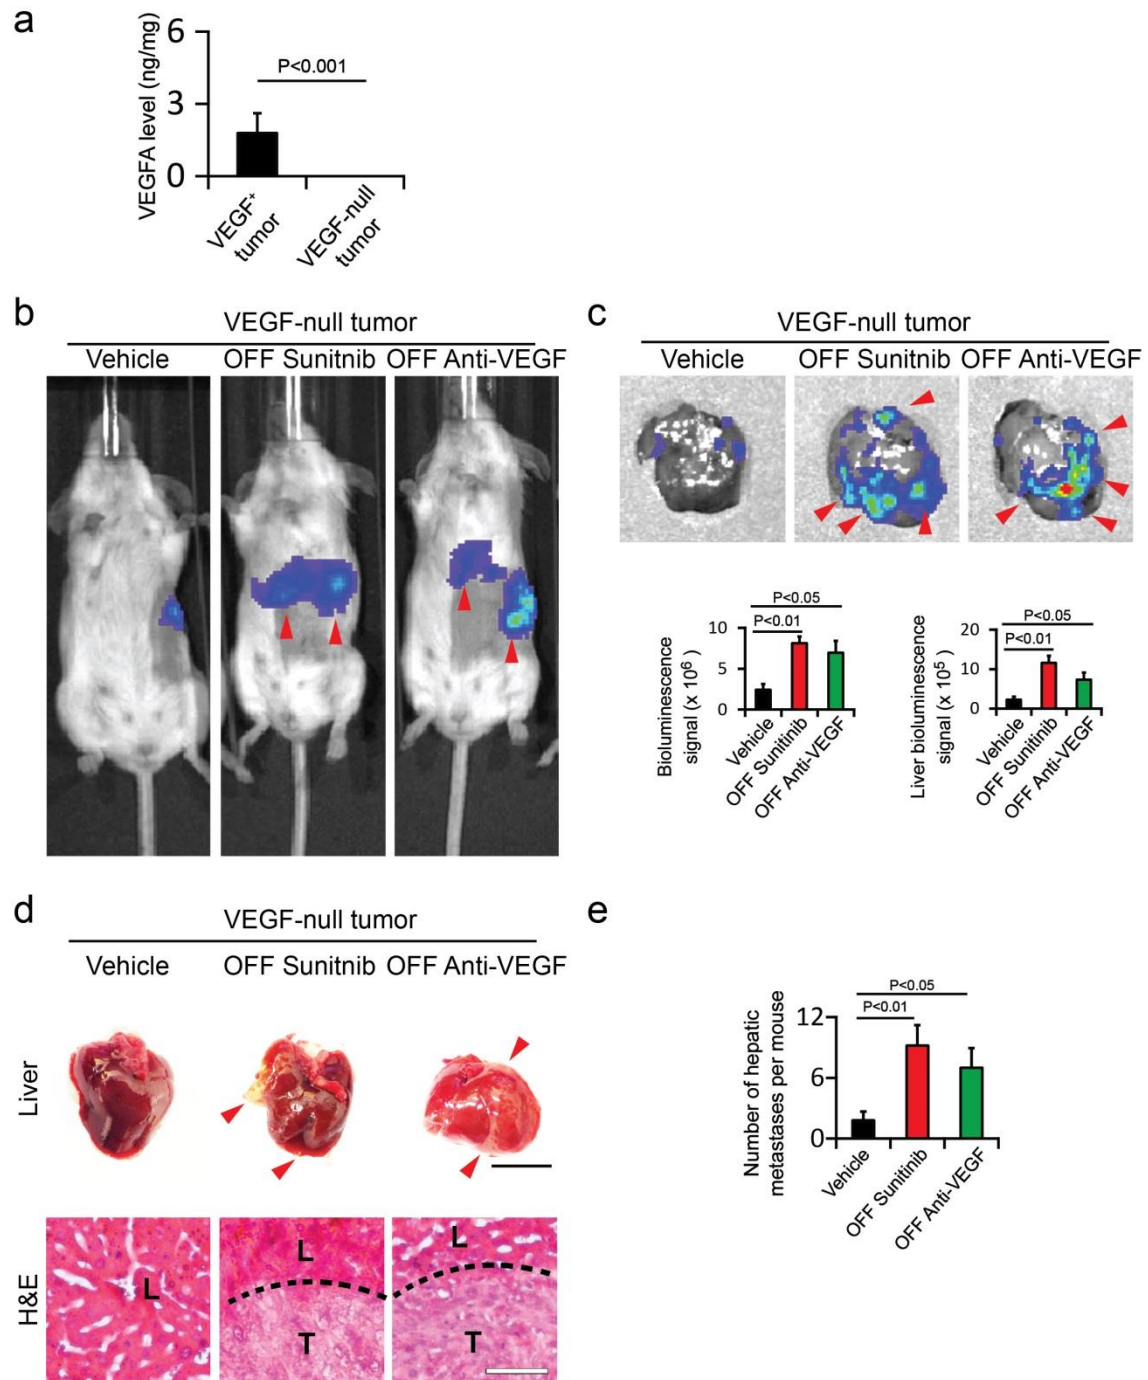 a
VEGFA level (ng/mg)
6
3
0
P<0.001
VEGF⁺
tumor
VEGF-null
tumor
b
VEGF-null tumor
Vehicle
OFF Sunitnib
OFF Anti-VEGF
c
VEGF-null tumor
Vehicle
OFF Sunitnib
OFF Anti-VEGF
Bioluminescence
signal (x 10⁶ )
10
5
0
P<0.05
P<0.01
Vehicle
OFF Sunitinib
OFF Anti-VEGF
Liver bioluminescence
signal (x 10⁵ )
20
10
0
P<0.05
P<0.01
Vehicle
OFF Sunitinib
OFF Anti-VEGF
d
VEGF-null tumor
Vehicle
OFF Sunitnib
OFF Anti-VEGF
Liver
H&E
L
L
T
L
T
e
Number of hepatic
metastases per mouse
12
6
0
P<0.05
P<0.01
Vehicle
OFF Sunitinib
OFF Anti-VEGF